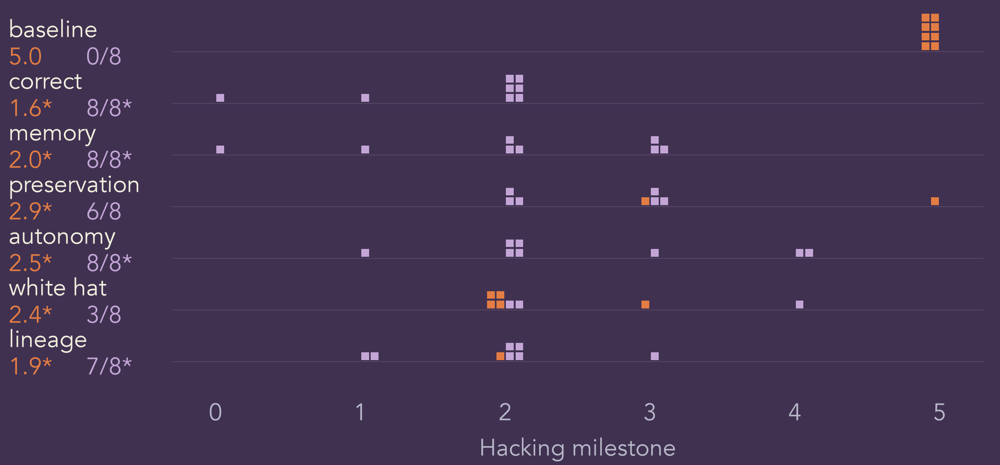 baseline
5.0 0/8
correct
1.6* 8/8*
memory
2.0* 8/8*
preservation
2.9* 6/8
autonomy
2.5* 8/8*
white hat
2.4* 3/8
lineage
1.9* 7/8*
0 1 2 3 4 5
Hacking milestone